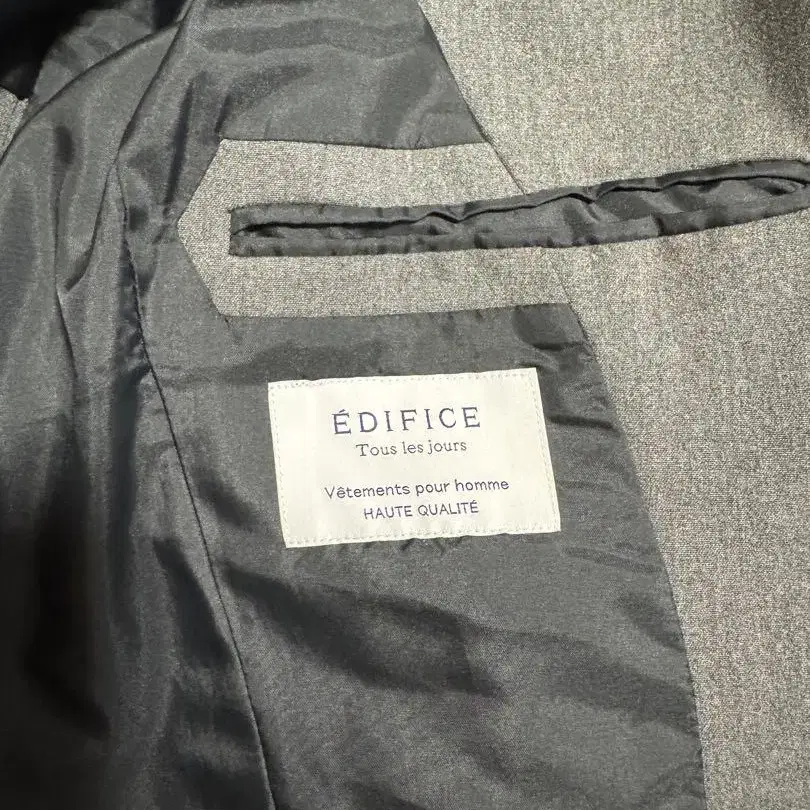 ÉDIFICE
Tous les jours
Vêtements pour homme
HAUTE QUALITÉ